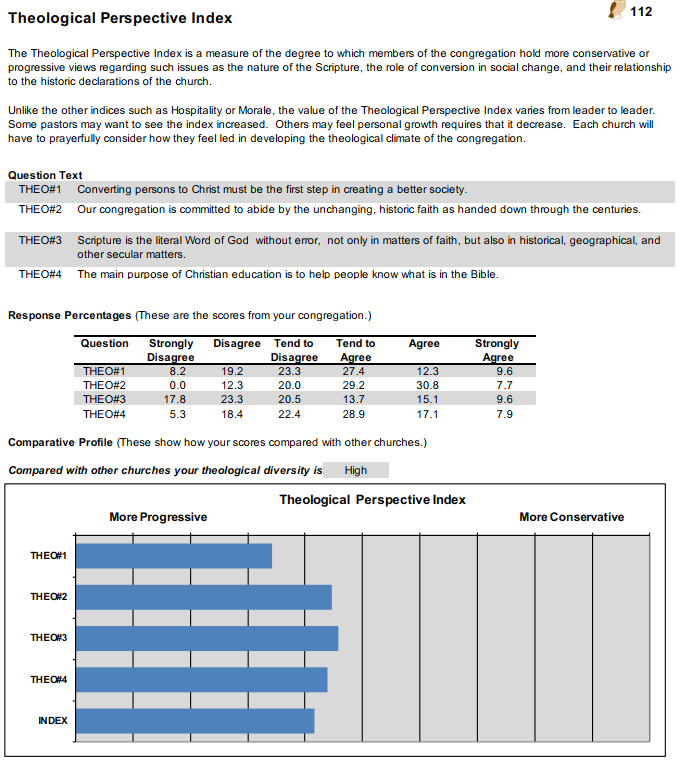 112
Theological Perspective Index
The Theological Perspective Index is a measure of the degree to which members of the congregation hold more conservative or
progressive views regarding such issues as the nature of the Scripture, the role of conversion in social change, and their relationship
to the historic declarations of the church.
Unlike the other indices such as Hospitality or Morale, the value of the Theological Perspective Index varies from leader to leader.
Some pastors may want to see the index increased. Others may feel personal growth requires that it decrease. Each church will
have to prayerfully consider how they feel led in developing the theological climate of the congregation.
Question Text
THEO#1 Converting persons to Christ must be the first step in creating a better society.
THEO#2 Our congregation is committed to abide by the unchanging, historic faith as handed down through the centuries.
THEO#3 Scripture is the literal Word of God without error, not only in matters of faith, but also in historical, geographical, and
other secular matters.
THEO#4 The main purpose of Christian education is to help people know what is in the Bible.
Response Percentages (These are the scores from your congregation.)
Question Strongly Disagree Tend to Tend to Agree Strongly
Disagree Disagree Agree Agree
THEO#1 8.2 19.2 23.3 27.4 12.3 9.6
THEO#2 0.0 12.3 20.0 29.2 30.8 7.7
THEO#3 17.8 23.3 20.5 13.7 15.1 9.6
THEO#4 5.3 18.4 22.4 28.9 17.1 7.9
Comparative Profile (These show how your scores compared with other churches.)
Compared with other churches your theological diversity is High
Theological Perspective Index
More Progressive More Conservative
THEO#1
THEO#2
THEO#3
THEO#4
INDEX